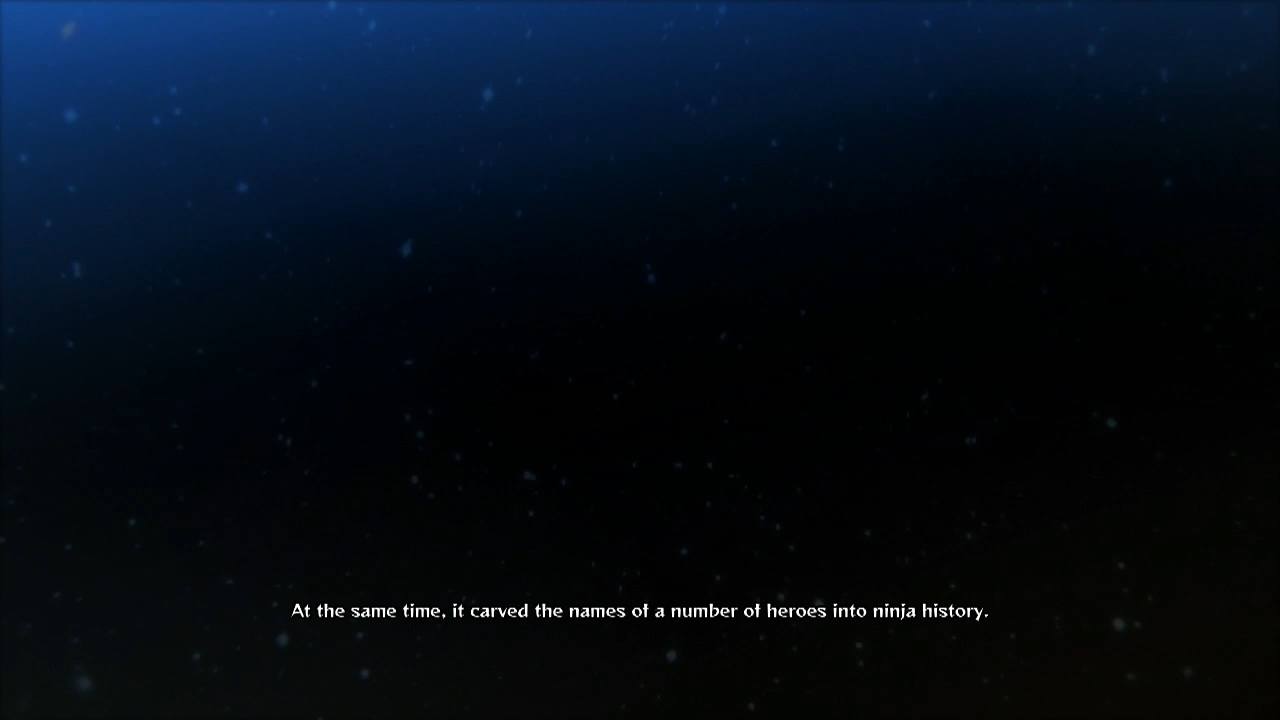 At the same time, it carved the names of a number of heroes into ninja history.